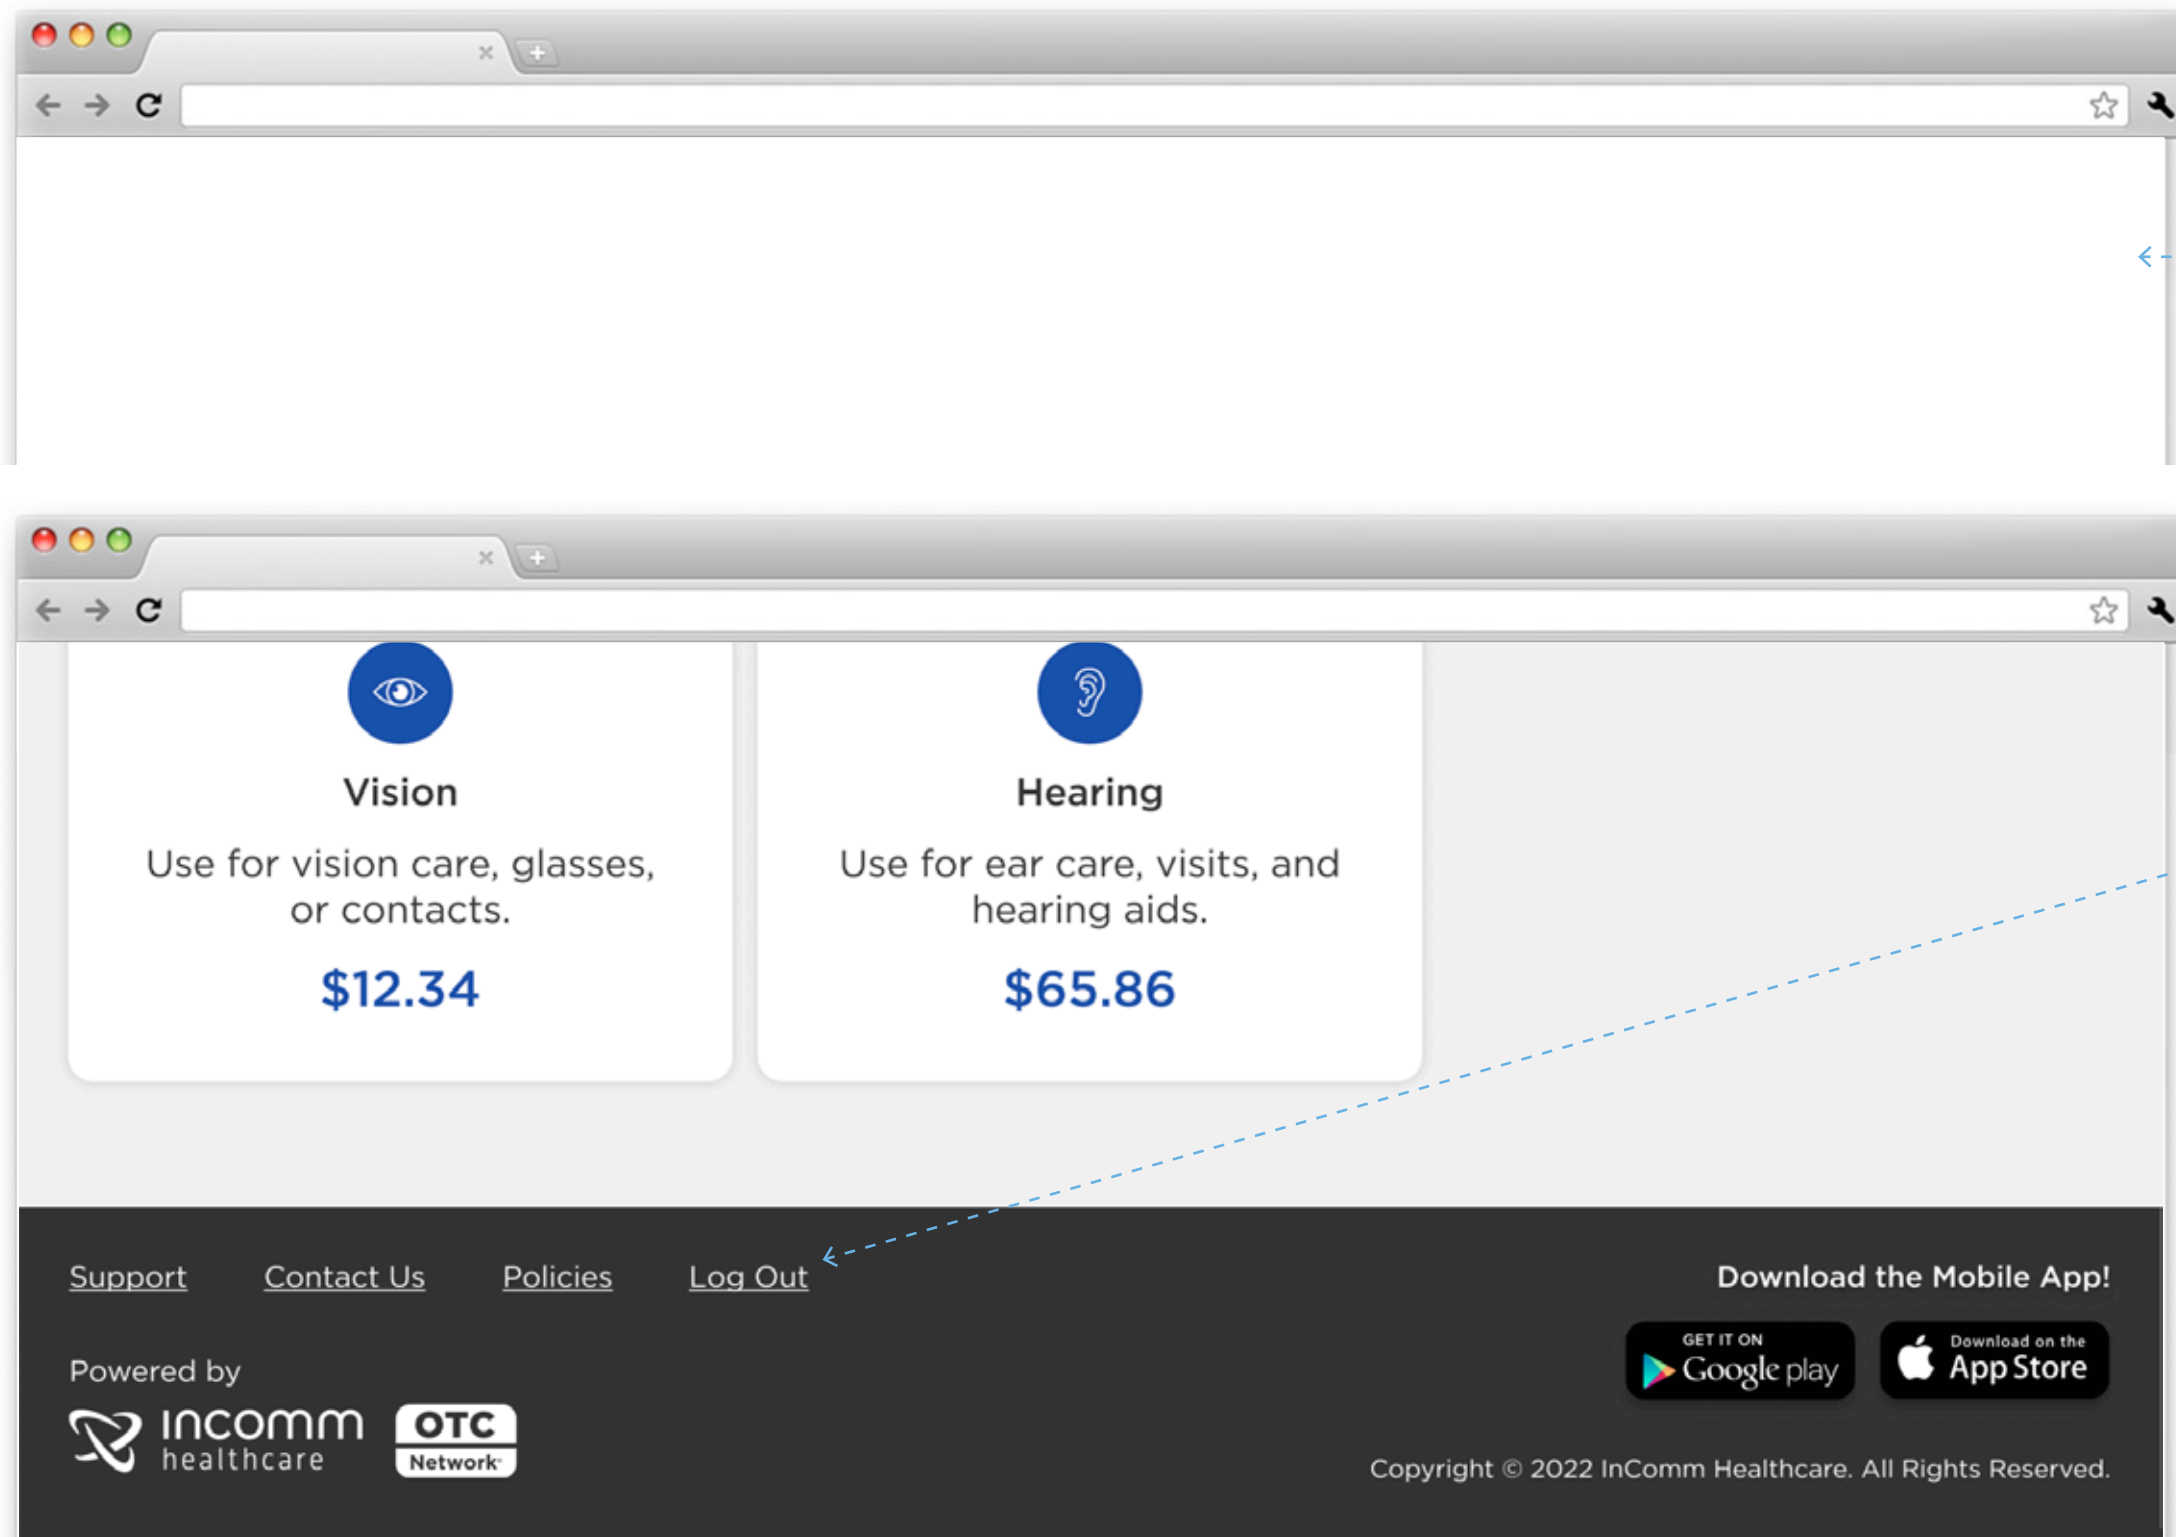 Vision
Use for vision care, glasses,
or contacts.
$12.34
Hearing
Use for ear care, visits, and
hearing aids.
$65.86
Support Contact Us Policies Log Out
Download the Mobile App!
GET IT ON
Google play
Download on the
App Store
Powered by
incomm
healthcare
OTC
Network
Copyright © 2022 InComm Healthcare. All Rights Reserved.